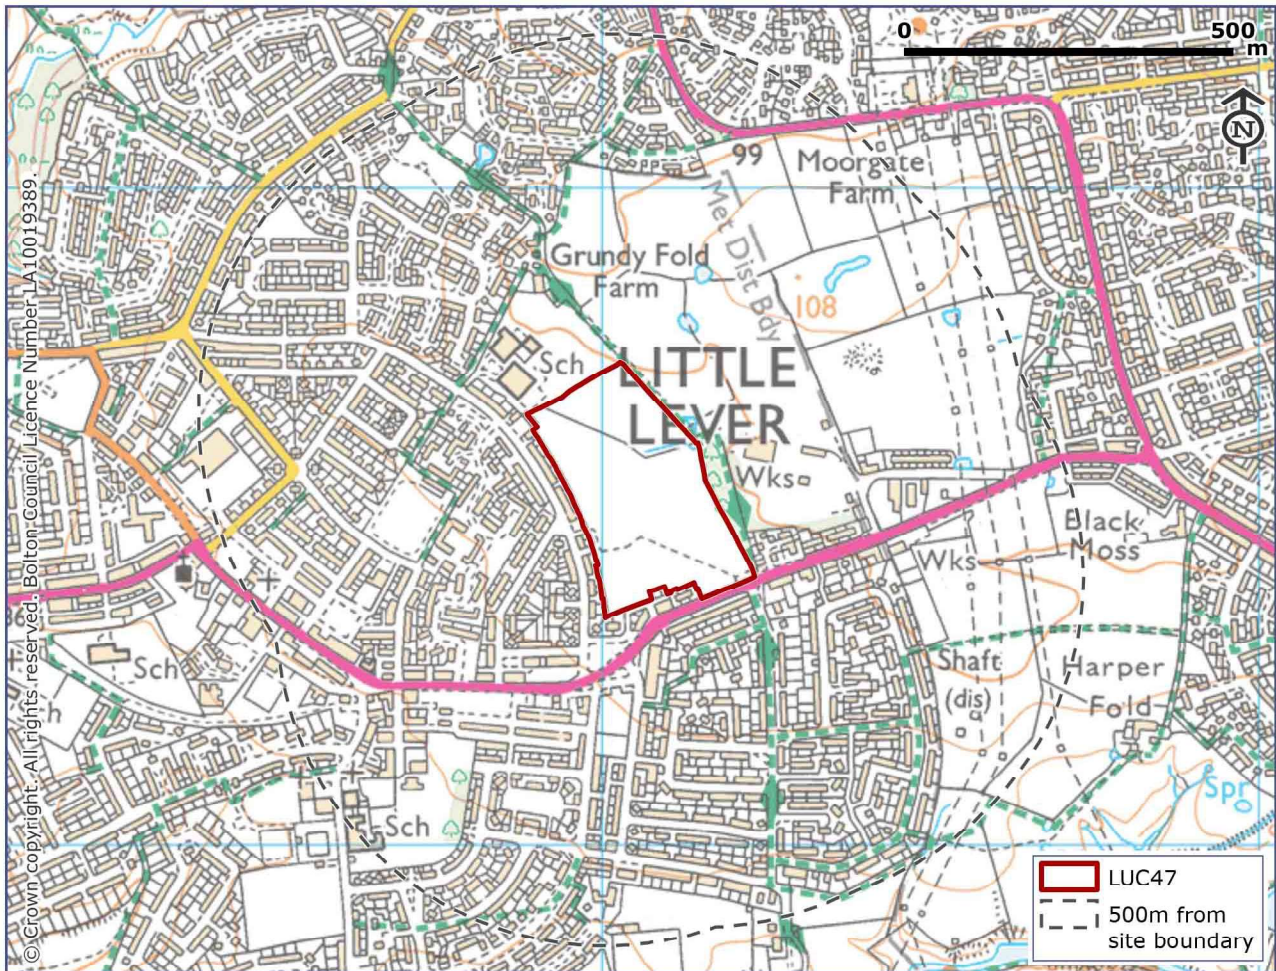 0
500
m
N
99
Moorgate
Farm
Met Dist Bdy
Grundy Fold
Farm
108
Sch
LITTLE
LEVER
Wks
Black
Moss
Wks
Sch
Shaft
(dis)
Harper
Fold
Spr
Sch
LUC47
500m from
site boundary
© Crown copyright. All rights reserved. Bolton Council Licence Number LA10019389.